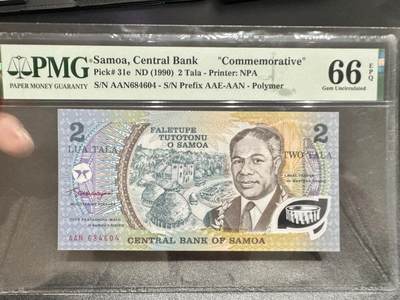 PMG
PAPER MONEY GUARANTY
Samoa, Central Bank "Commemorative"
Pick# 31e ND (1990) 2 Tala - Printer: NPA
S/N AAN684604 - S/N Prefix AAE-AAN - Polymer
66 EPQ
Gem Uncirculated
2
LUA TALA
FALETUPE
TUTOTONU
O SAMOA
2
TWO TALA
AAN 684604
CENTRAL BANK OF SAMOA